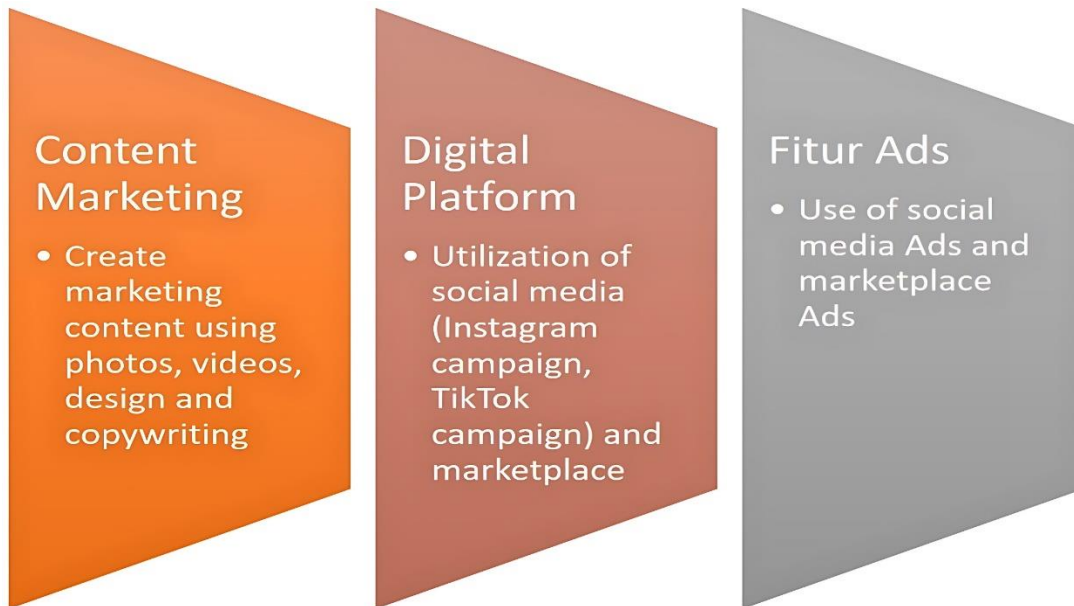 Content
Marketing
• Create
marketing
content using
photos, videos,
design and
copywriting
Digital
Platform
• Utilization of
social media
(Instagram
campaign,
TikTok
campaign) and
marketplace
Fitur Ads
• Use of social
media Ads and
marketplace
Ads